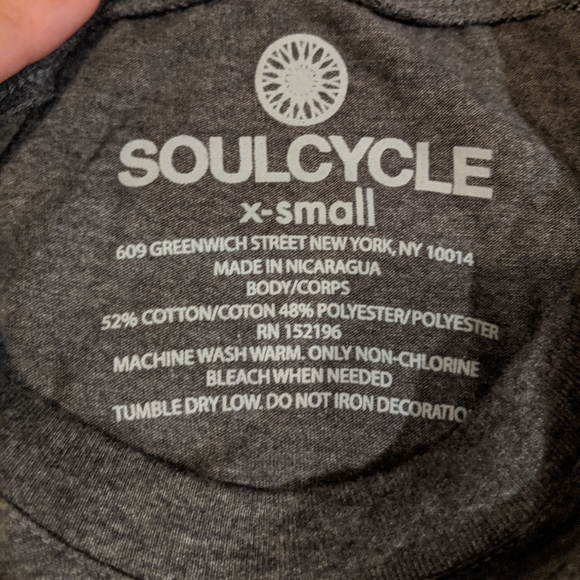 SOULCYCLE
x-small
609 GREENWICH STREET NEW YORK, NY 10014
MADE IN NICARAGUA
BODY/CORPS
52% COTTON/COTON 48% POLYESTER/POLYESTER
RN 152196
MACHINE WASH WARM. ONLY NON-CHLORINE
BLEACH WHEN NEEDED
TUMBLE DRY LOW. DO NOT IRON DECORATIO